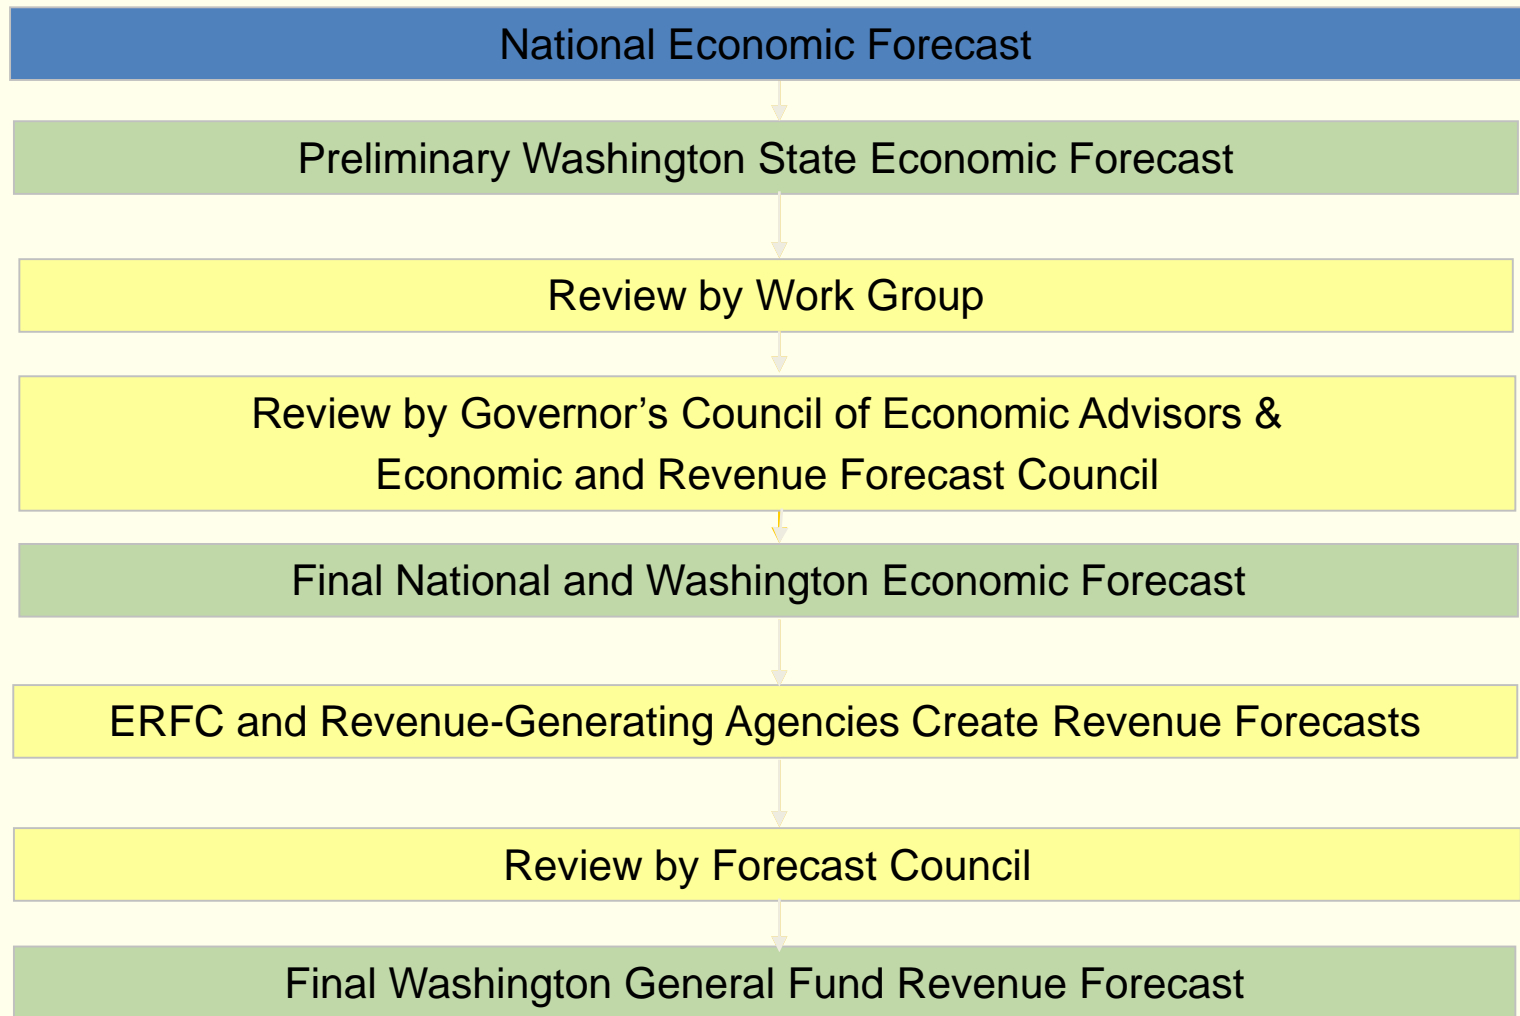 National Economic Forecast
Preliminary Washington State Economic Forecast
Review by Work Group
Review by Governor’s Council of Economic Advisors &
Economic and Revenue Forecast Council
Final National and Washington Economic Forecast
ERFC and Revenue-Generating Agencies Create Revenue Forecasts
Review by Forecast Council
Final Washington General Fund Revenue Forecast